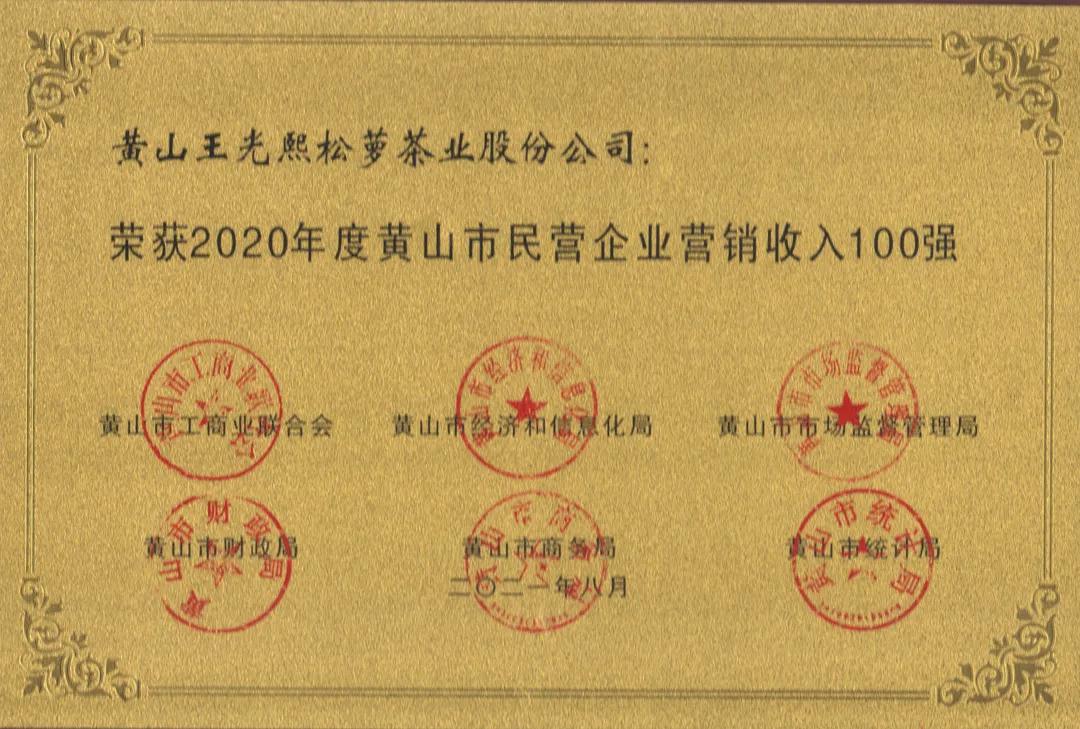 黄山王光熙松萝茶业股份公司：
荣获2020年度黄山市民营企业营销收入100强
黄山市工商业联合会 黄山市经济和信息化局 黄山市市场监督管理局
黄山市财政局 黄山市商务局 黄山市统计局
二〇二一年八月